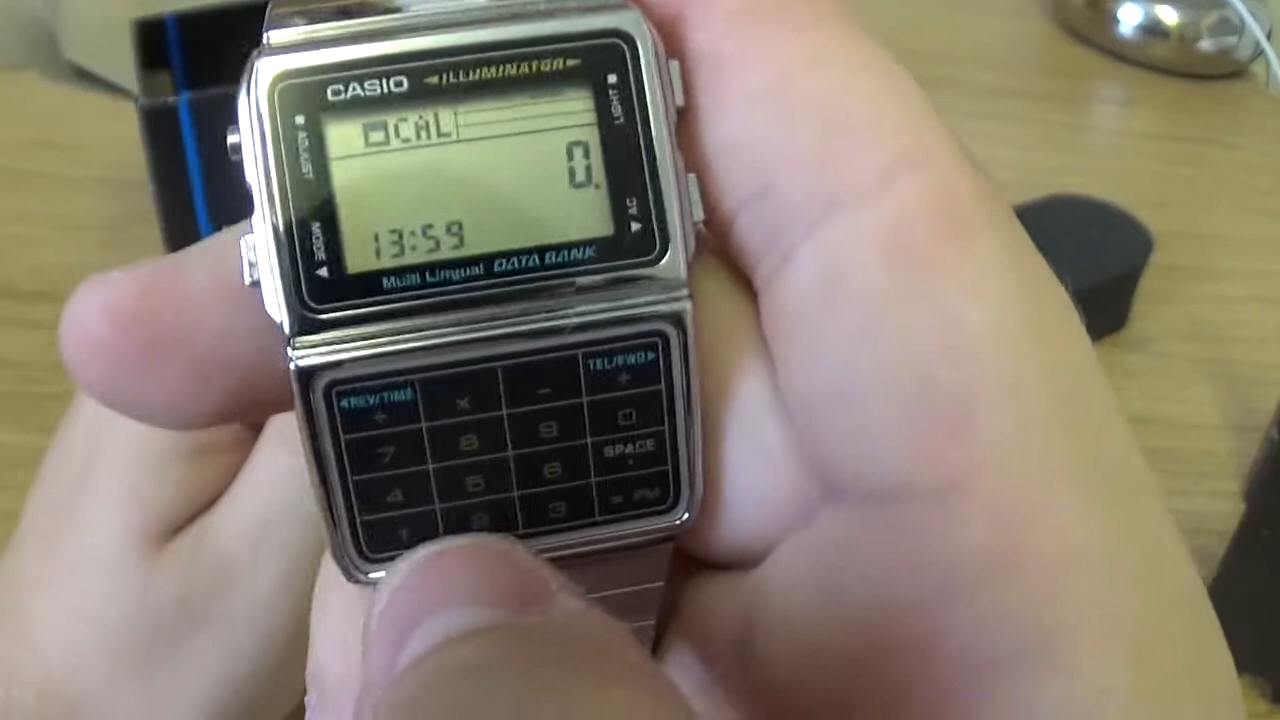 CASIO ◄ILLUMINATOR►
■ ADJUST
LIGHT ■
CAL
0.
MODE ▼
▼ AC
13:59
Multi Lingual DATA BANK
◄REV/TIME ÷
×
−
TEL/FWD► +
7 8 9
SPACE .
4 5 6
= PM
1 2 3